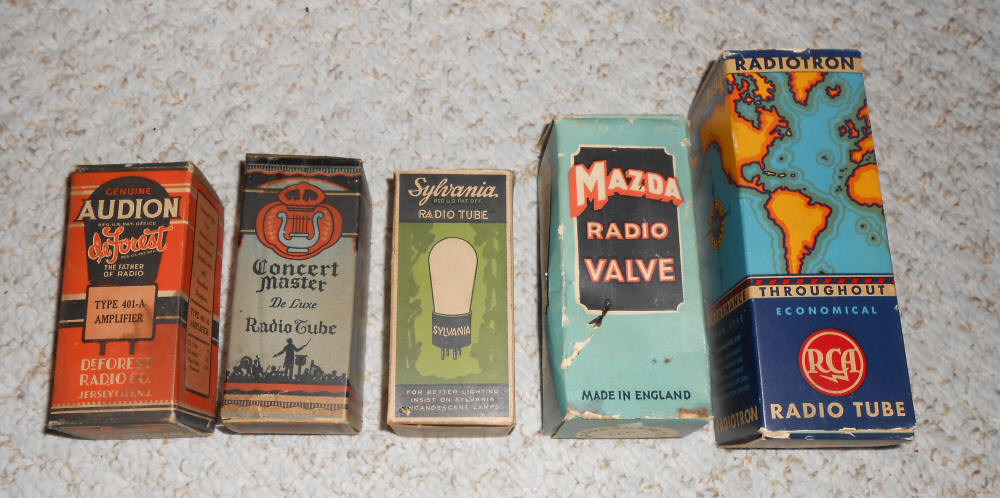 GENUINE
AUDION
REG. U.S. PAT. OFFICE
deForest
THE FATHER
OF RADIO
TYPE 401-A
AMPLIFIER
DEFOREST
RADIO CO.
JERSEY CITY, N.J.
Concert
Master
De Luxe
Radio Tube
Sylvania
REG. U.S. PAT. OFF.
RADIO TUBE
SYLVANIA
FOR BETTER LIGHTING
INSIST ON SYLVANIA
INCANDESCENT LAMPS
MAZDA
RADIO
VALVE
MADE IN ENGLAND
RADIOTRON
THROUGHOUT
ECONOMICAL
RCA
RADIO TUBE
RADIOTRON